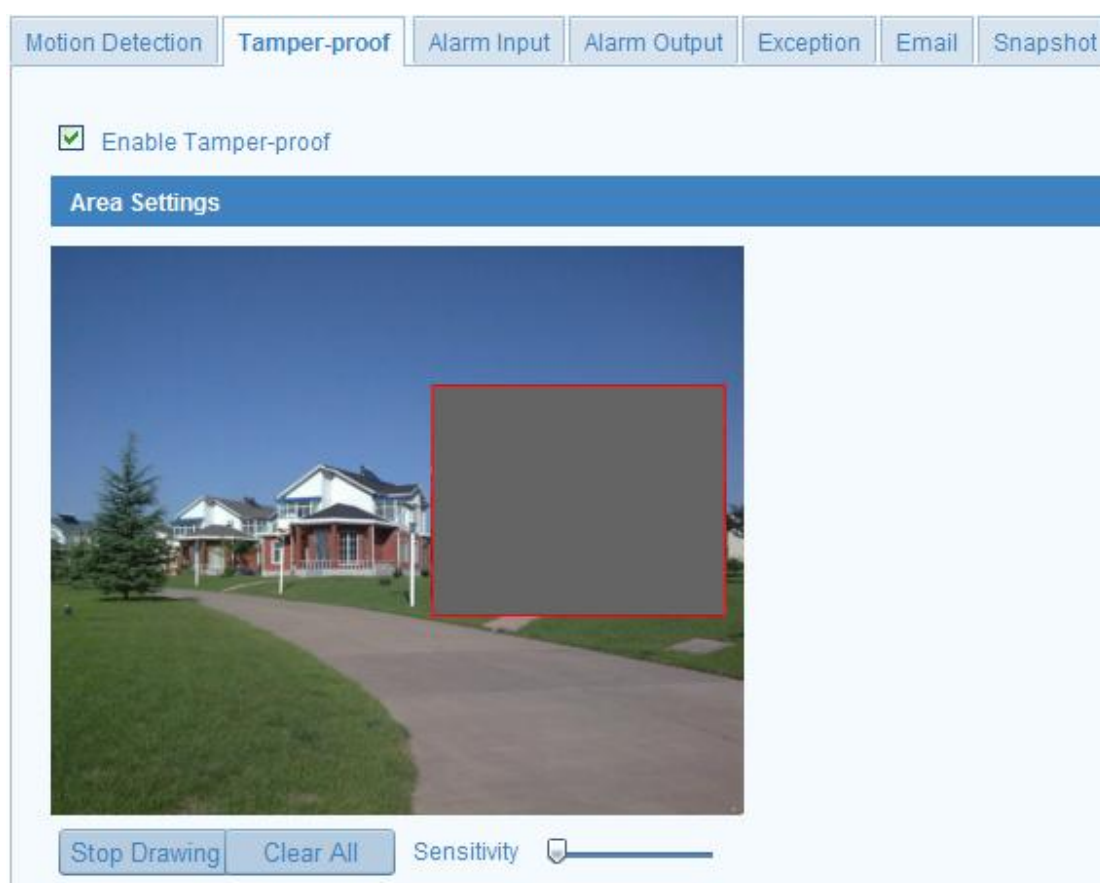 Motion Detection Tamper-proof Alarm Input Alarm Output Exception Email Snapshot
Enable Tamper-proof
Area Settings
Stop Drawing Clear All Sensitivity